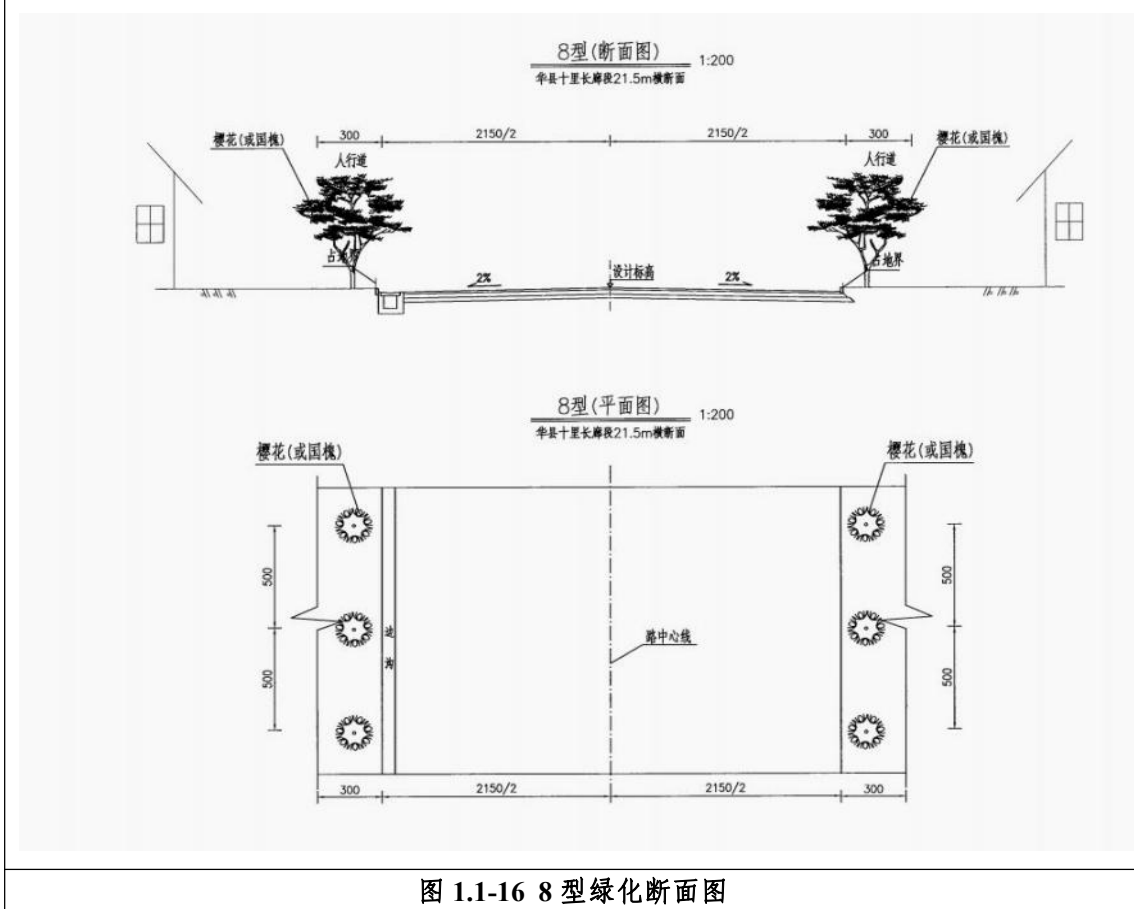 8型(断面图) 1:200
华县十里长廊段21.5m横断面
樱花(或国槐) 300 2150/2 2150/2 300 樱花(或国槐)
人行道 人行道
占地界 2% 设计标高 2% 占地界
8型(平面图) 1:200
华县十里长廊段21.5m横断面
樱花(或国槐) 樱花(或国槐)
500 500
边沟 路中心线
500 500
300 2150/2 2150/2 300
图 1.1-16 8 型绿化断面图